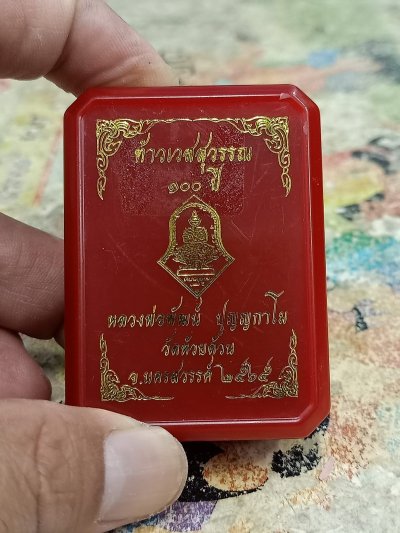 ท้าวเวสสุวรรณ
๑๐๐ ปี
หลวงพ่อพัฒน์ ปุญญกาโม
วัดห้วยด้วน
จ.นครสวรรค์ ๒๕๖๕